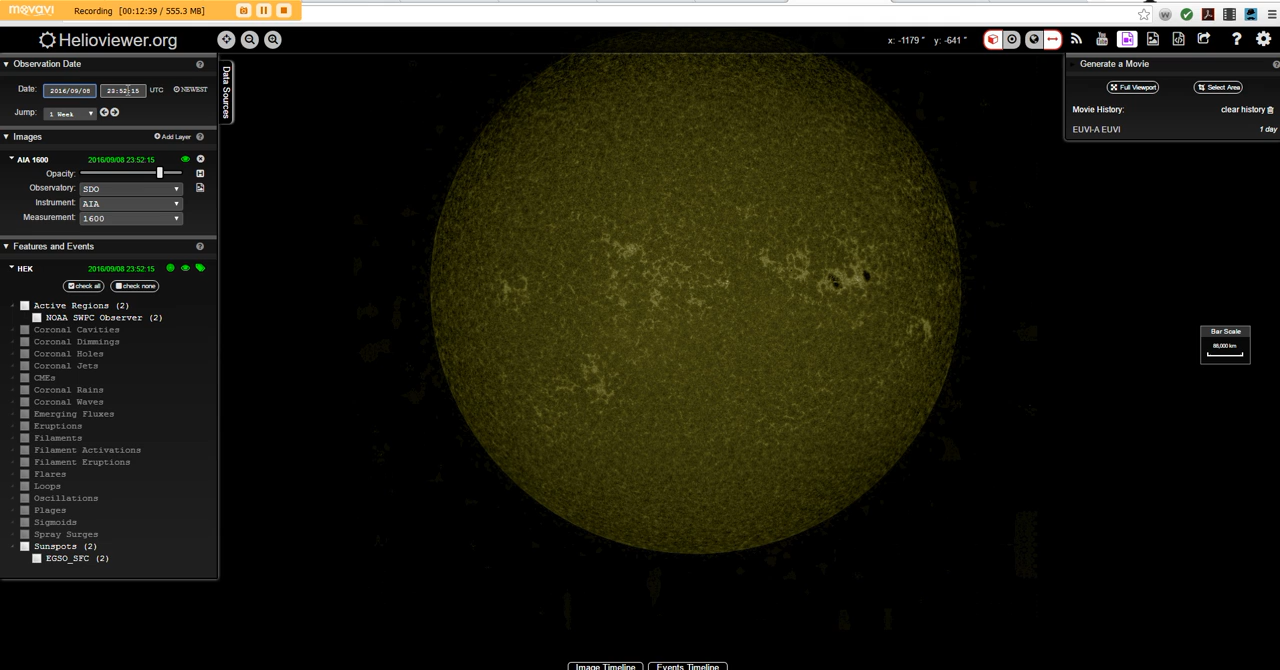 movavi
Recording [00:12:39 / 555.3 MB]
Helioviewer.org
x: -1179 " y: -641 "
Observation Date
Date: 2016/09/08 23:52:15 UTC NEWEST
Jump: 1 Week
Images
Add Layer
AIA 1600 2016/09/08 23:52:15
Opacity:
Observatory: SDO
Instrument: AIA
Measurement: 1600
Features and Events
HEK 2016/09/08 23:52:15
check all check none
Active Regions (2)
NOAA SWPC Observer (2)
Coronal Cavities
Coronal Dimmings
Coronal Holes
Coronal Jets
CMEs
Coronal Rains
Coronal Waves
Emerging Fluxes
Eruptions
Filaments
Filament Activations
Filament Eruptions
Flares
Loops
Oscillations
Plages
Sigmoids
Spray Surges
Sunspots (2)
EGSO_SFC (2)
Data Sources
Generate a Movie
Full Viewport Select Area
Movie History: clear history
EUVI-A EUVI 1 day
Bar Scale
86,000 km
Image Timeline Events Timeline